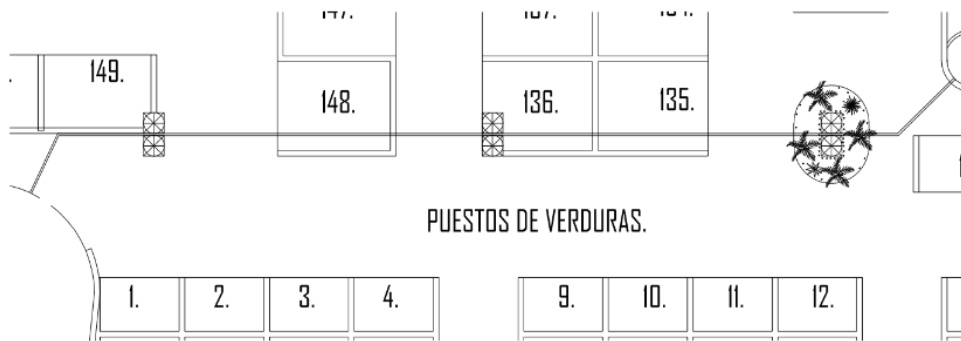 149.
148.
136.
135.
PUESTOS DE VERDURAS.
1. 2. 3. 4. 9. 10. 11. 12.